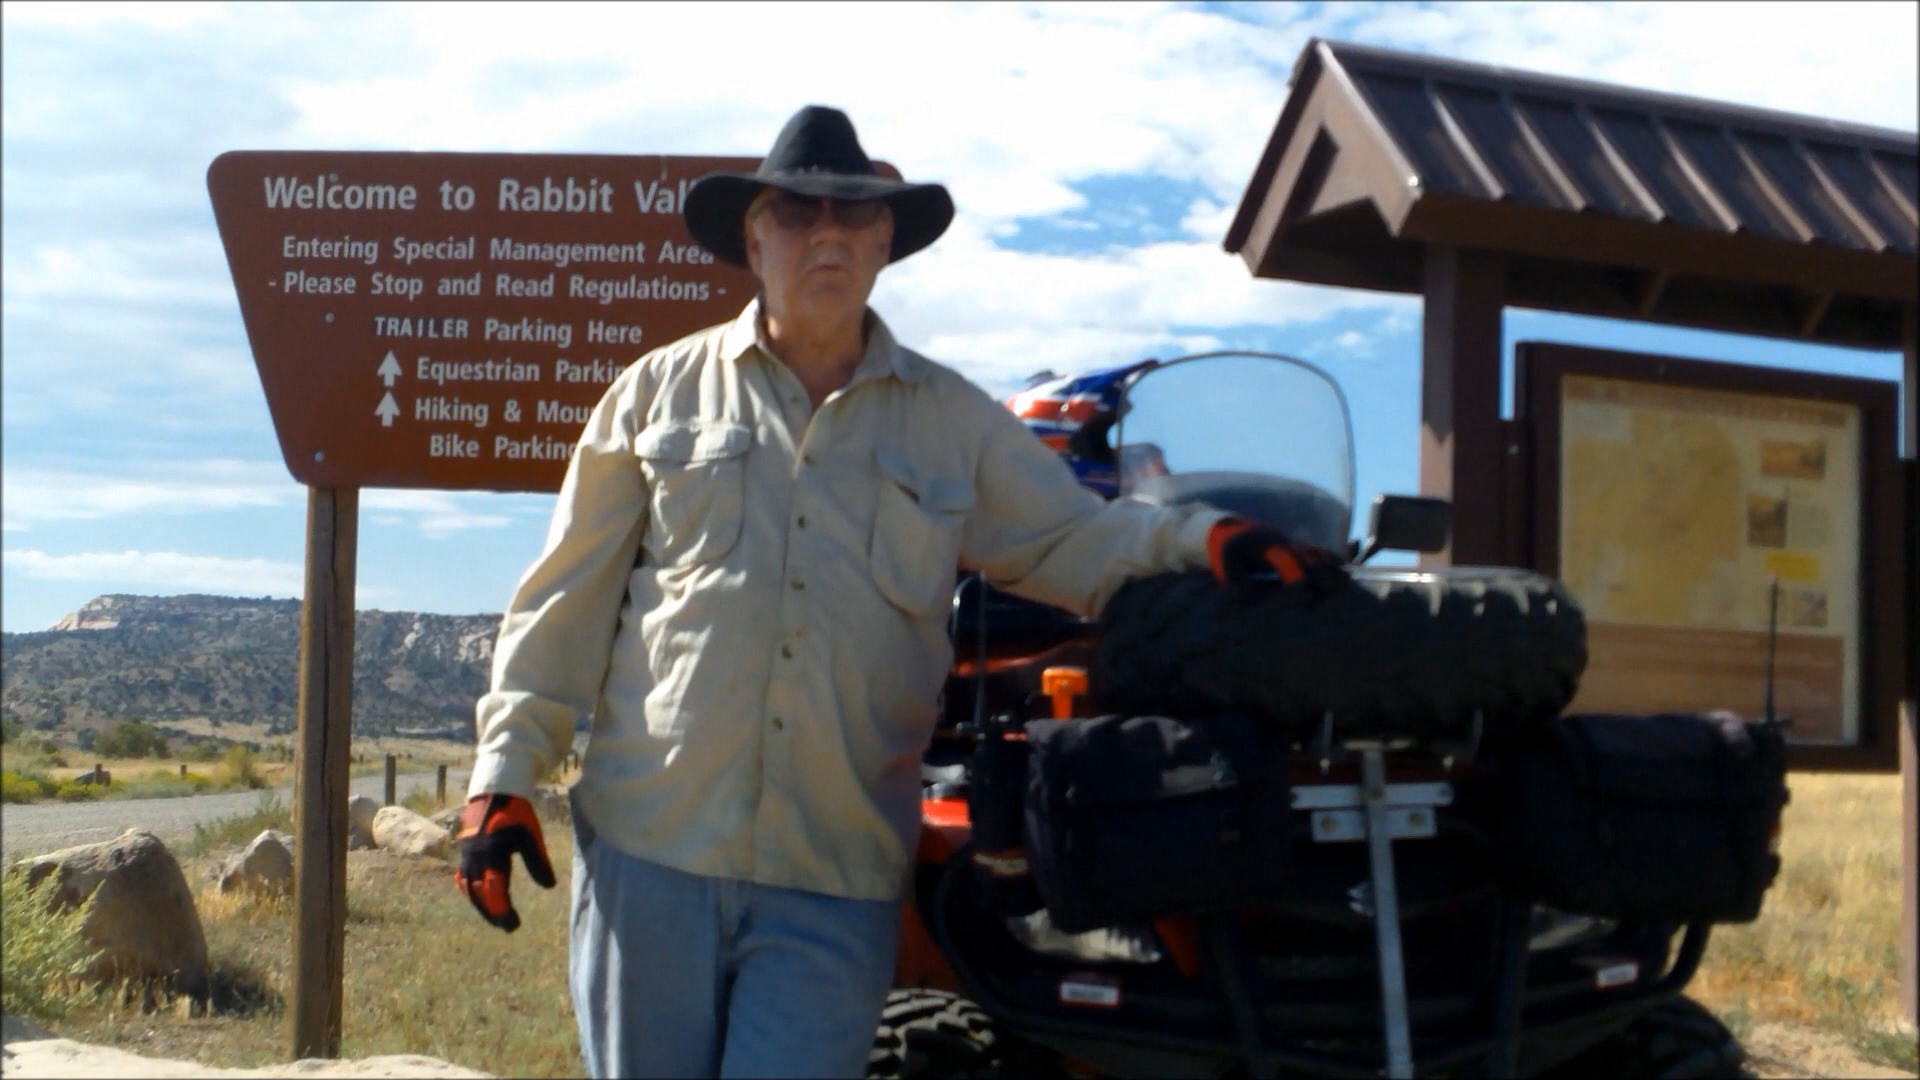 Welcome to Rabbit Val
Entering Special Management Area
- Please Stop and Read Regulations -
TRAILER Parking Here
Equestrian Parkin
Hiking & Mou
Bike Parking